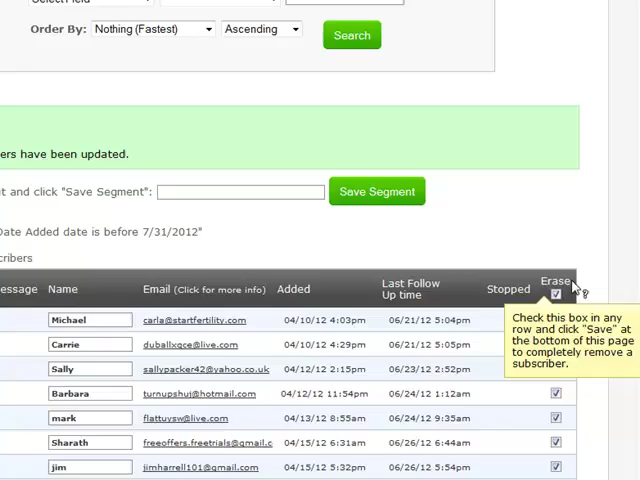 Select Field
Order By: Nothing (Fastest) Ascending Search
ers have been updated.
it and click "Save Segment": Save Segment
Date Added date is before 7/31/2012"
scribers
essage Name Email (Click for more info) Added Last Follow Up time Stopped Erase
Michael carla@startfertility.com 04/10/12 4:03pm 06/21/12 5:04pm
Carrie duballxqce@live.com 04/10/12 4:29pm 06/21/12 5:05pm
Sally sallypacker42@yahoo.co.uk 04/12/12 2:15pm 06/23/12 2:52pm
Barbara turnupshui@hotmail.com 04/12/12 11:54pm 06/24/12 1:12am
mark flattuysw@live.com 04/13/12 8:55am 06/24/12 9:35am
Sharath freeoffers.freetrials@gmail.c 04/15/12 6:31am 06/26/12 6:44am
jim jimharrell101@gmail.com 04/15/12 5:32pm 06/26/12 5:54pm
Check this box in any
row and click "Save" at
the bottom of this page
to completely remove a
subscriber.